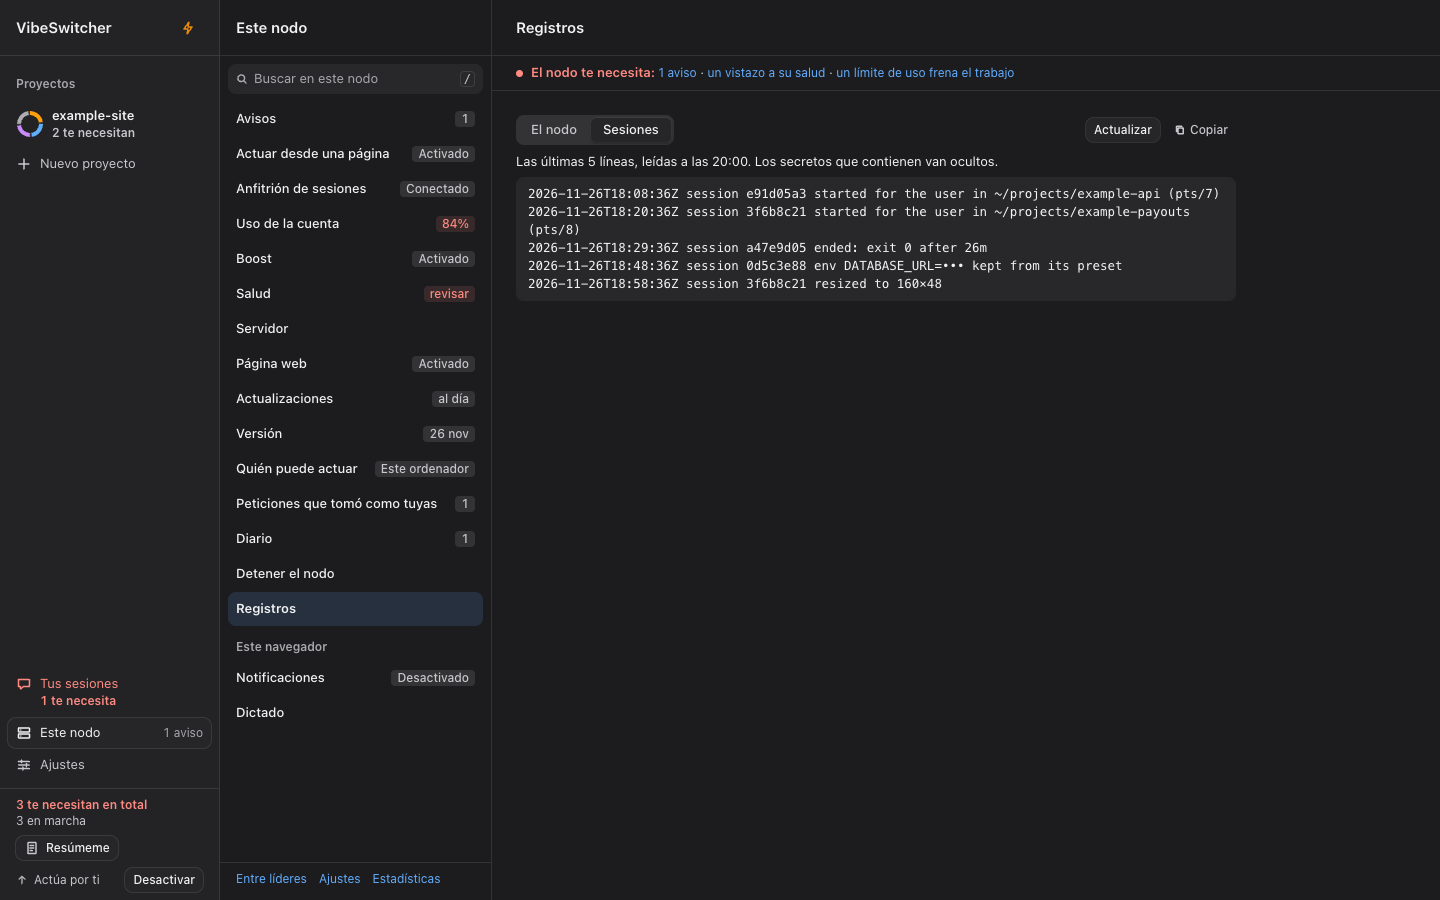 VibeSwitcher
Proyectos
example-site
2 te necesitan
Nuevo proyecto
Tus sesiones
1 te necesita
Este nodo 1 aviso
Ajustes
3 te necesitan en total
3 en marcha
Resúmeme
Actúa por ti Desactivar
Este nodo
Buscar en este nodo /
Avisos 1
Actuar desde una página Activado
Anfitrión de sesiones Conectado
Uso de la cuenta 84%
Boost Activado
Salud revisar
Servidor
Página web Activado
Actualizaciones al día
Versión 26 nov
Quién puede actuar Este ordenador
Peticiones que tomó como tuyas 1
Diario 1
Detener el nodo
Registros
Este navegador
Notificaciones Desactivado
Dictado
Entre líderes Ajustes Estadísticas
Registros
El nodo te necesita: 1 aviso · un vistazo a su salud · un límite de uso frena el trabajo
El nodo Sesiones Actualizar Copiar
Las últimas 5 líneas, leídas a las 20:00. Los secretos que contienen van ocultos.
2026-11-26T18:08:36Z session e91d05a3 started for the user in ~/projects/example-api (pts/7)
2026-11-26T18:20:36Z session 3f6b8c21 started for the user in ~/projects/example-payouts
(pts/8)
2026-11-26T18:29:36Z session a47e9d05 ended: exit 0 after 26m
2026-11-26T18:48:36Z session 0d5c3e88 env DATABASE_URL=••• kept from its preset
2026-11-26T18:58:36Z session 3f6b8c21 resized to 160×48